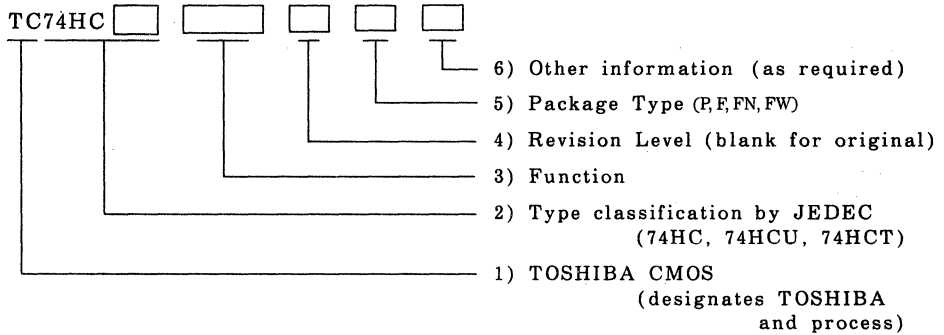 TC74HC
6) Other information (as required)
5) Package Type (P, F, FN, FW)
4) Revision Level (blank for original)
3) Function
2) Type classification by JEDEC
(74HC, 74HCU, 74HCT)
1) TOSHIBA CMOS
(designates TOSHIBA
and process)